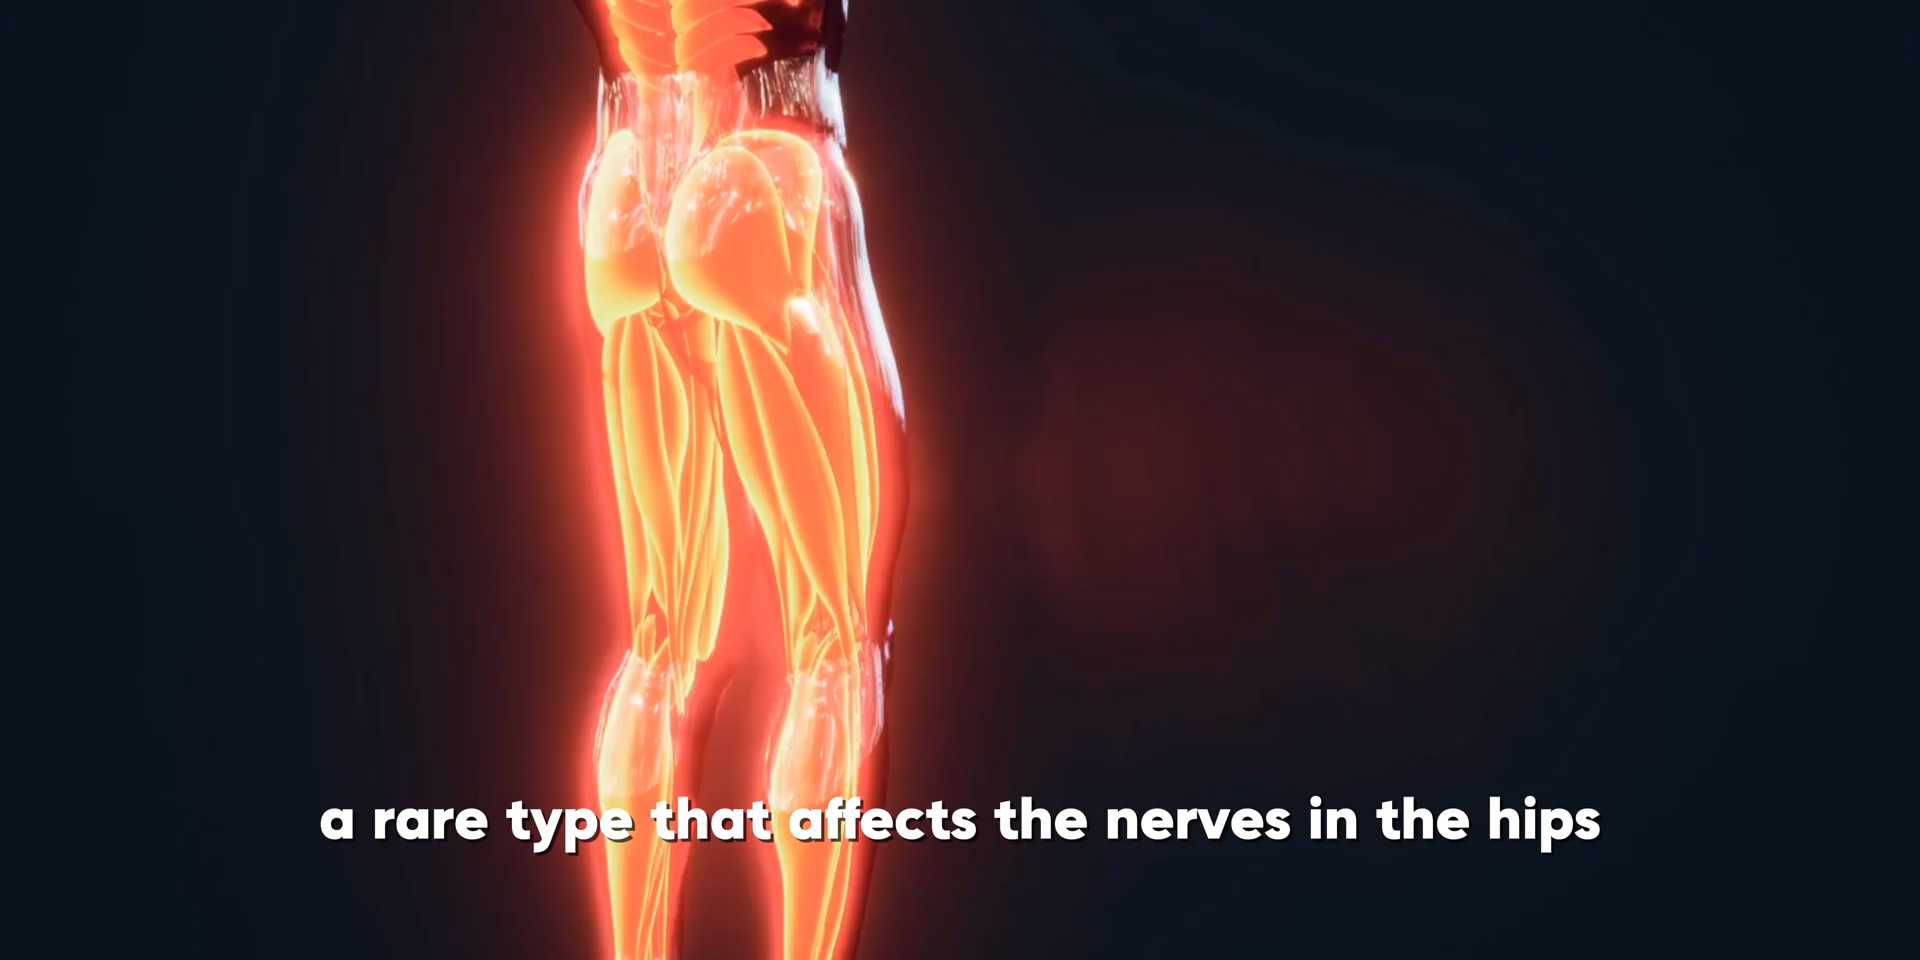 a rare type that affects the nerves in the hips